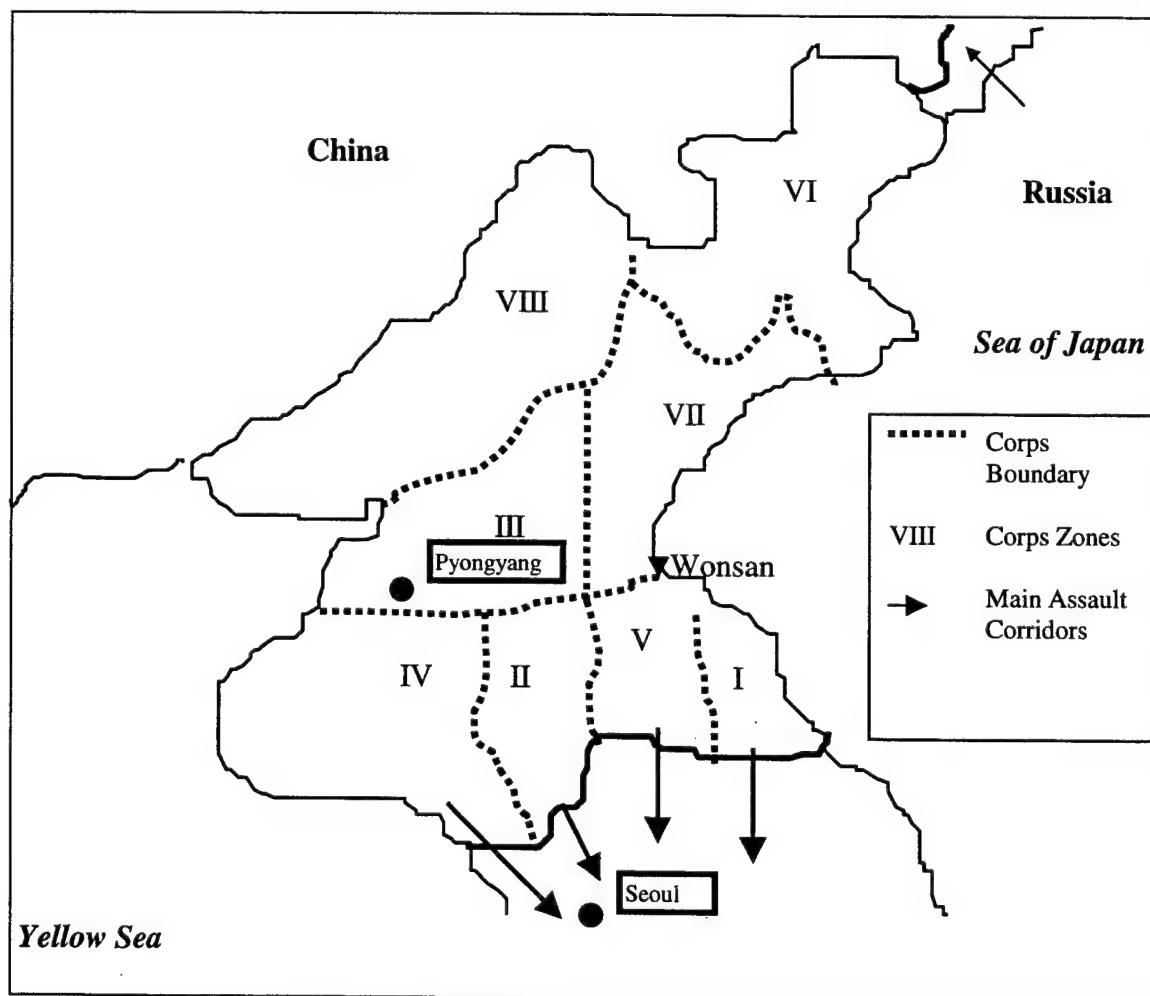 China
VI
Russia
VIII
Sea of Japan
VII
Corps
Boundary
III
VIII Corps Zones
Pyongyang
Wonsan
Main Assault
Corridors
V
IV
II
I
Seoul
Yellow Sea